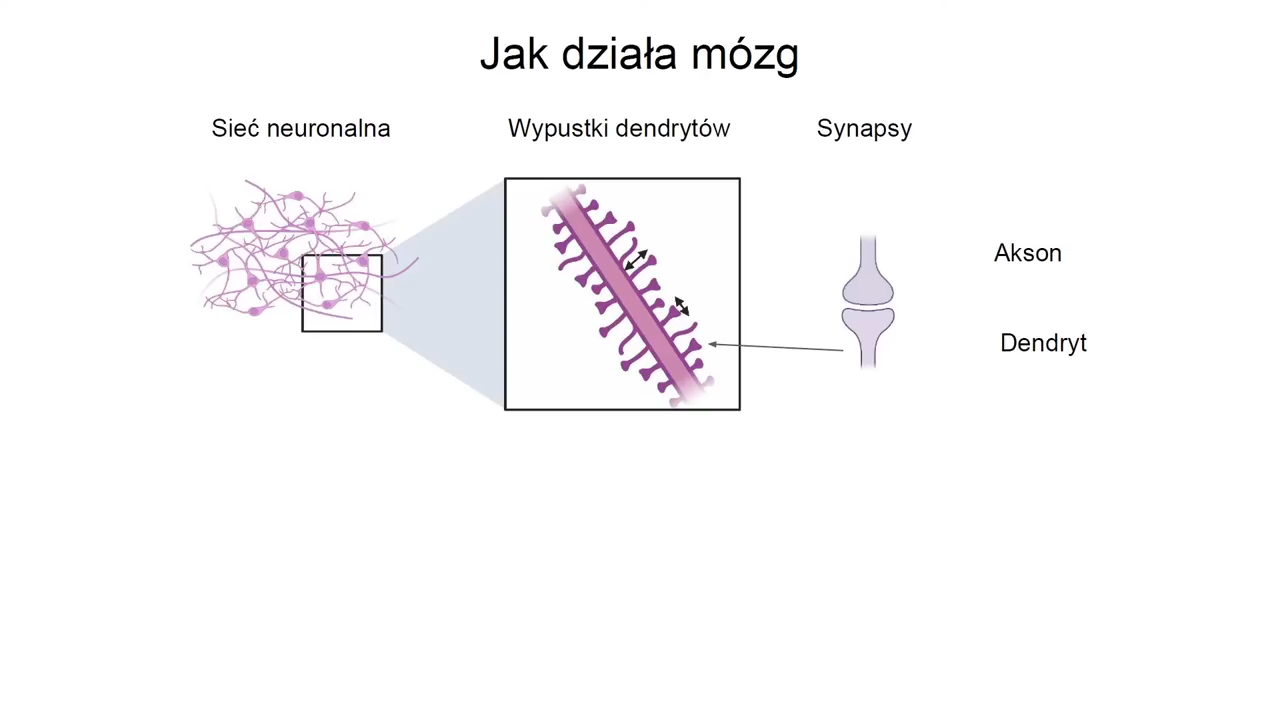 Jak działa mózg
Sieć neuronalna
Wypustki dendrytów
Synapsy
Akson
Dendryt